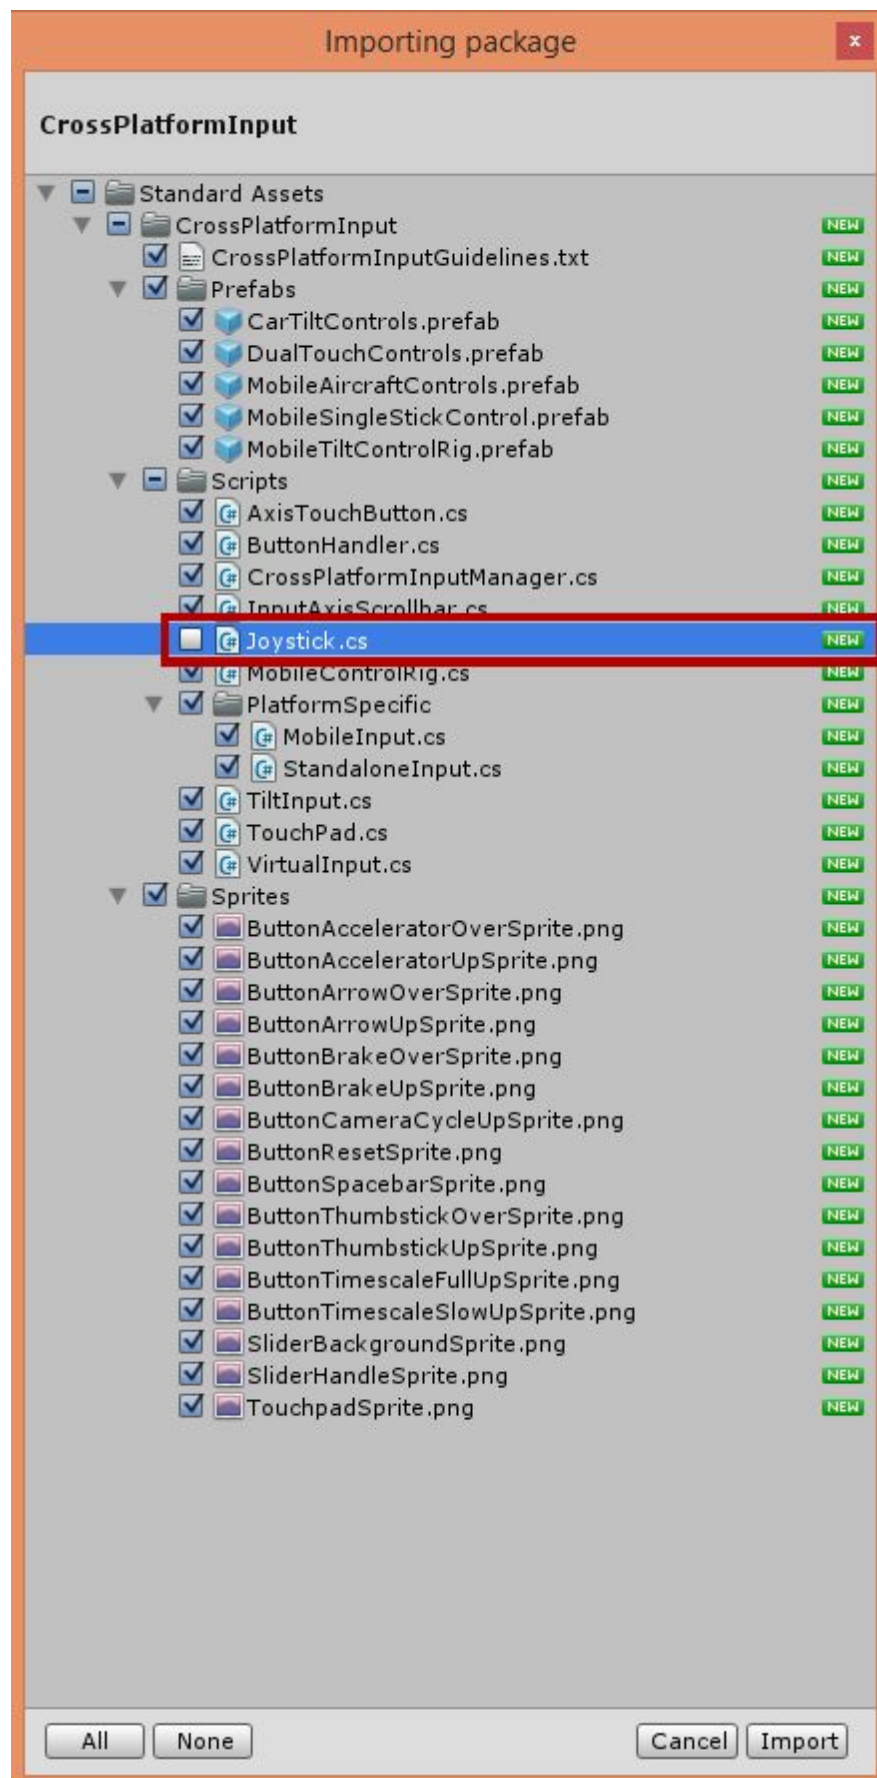 Importing package
x
CrossPlatformInput
Standard Assets
CrossPlatformInput NEW
CrossPlatformInputGuidelines.txt NEW
Prefabs NEW
CarTiltControls.prefab NEW
DualTouchControls.prefab NEW
MobileAircraftControls.prefab NEW
MobileSingleStickControl.prefab NEW
MobileTiltControlRig.prefab NEW
Scripts NEW
C# AxisTouchButton.cs NEW
C# ButtonHandler.cs NEW
C# CrossPlatformInputManager.cs NEW
C# InputAxisScrollbar.cs NEW
C# Joystick.cs NEW
C# MobileControlRig.cs NEW
PlatformSpecific NEW
C# MobileInput.cs NEW
C# StandaloneInput.cs NEW
C# TiltInput.cs NEW
C# TouchPad.cs NEW
C# VirtualInput.cs NEW
Sprites NEW
ButtonAcceleratorOverSprite.png NEW
ButtonAcceleratorUpSprite.png NEW
ButtonArrowOverSprite.png NEW
ButtonArrowUpSprite.png NEW
ButtonBrakeOverSprite.png NEW
ButtonBrakeUpSprite.png NEW
ButtonCameraCycleUpSprite.png NEW
ButtonResetSprite.png NEW
ButtonSpacebarSprite.png NEW
ButtonThumbstickOverSprite.png NEW
ButtonThumbstickUpSprite.png NEW
ButtonTimescaleFullUpSprite.png NEW
ButtonTimescaleSlowUpSprite.png NEW
SliderBackgroundSprite.png NEW
SliderHandleSprite.png NEW
TouchpadSprite.png NEW
All None Cancel Import